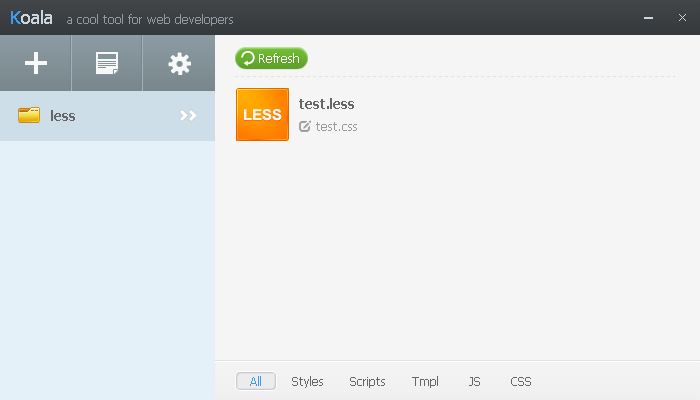 Koala a cool tool for web developers
Refresh
less
LESS
test.less
test.css
All Styles Scripts Tmpl JS CSS